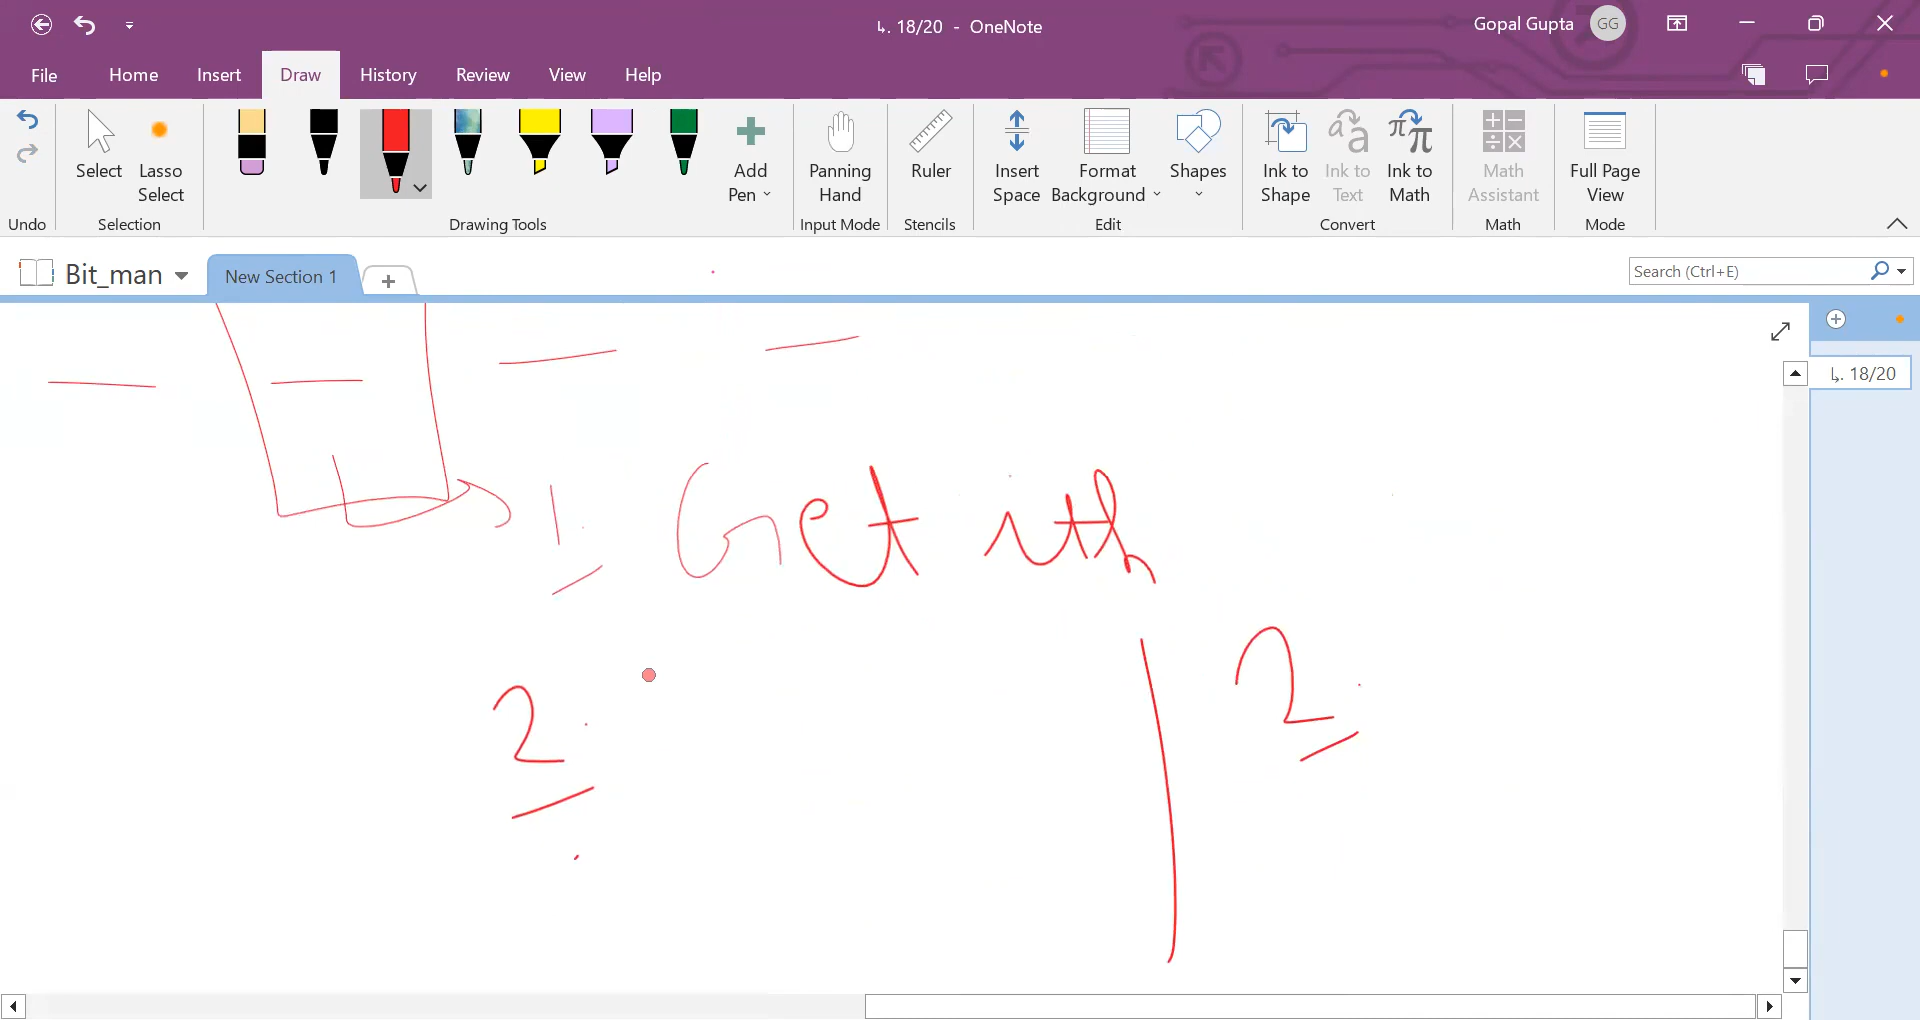 ↳. 18/20 - OneNote
Gopal Gupta GG
File Home Insert Draw History Review View Help
Select
Lasso Select
Add Pen
Panning Hand
Ruler
Insert Space
Format Background
Shapes
Ink to Shape
Ink to Text
Ink to Math
Math Assistant
Full Page View
Undo Selection Drawing Tools Input Mode Stencils Edit Convert Math Mode
Bit_man New Section 1 +
Search (Ctrl+E)
↳. 18/20
1. Get ith
2.
2.